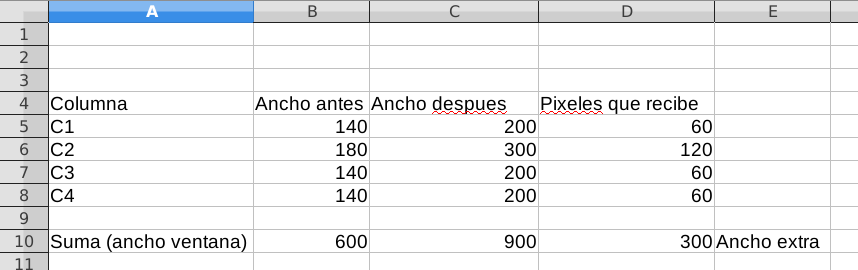 A B C D E
1
2
3
4 Columna Ancho antes Ancho despues Pixeles que recibe
5 C1 140 200 60
6 C2 180 300 120
7 C3 140 200 60
8 C4 140 200 60
9
10 Suma (ancho ventana) 600 900 300 Ancho extra
11